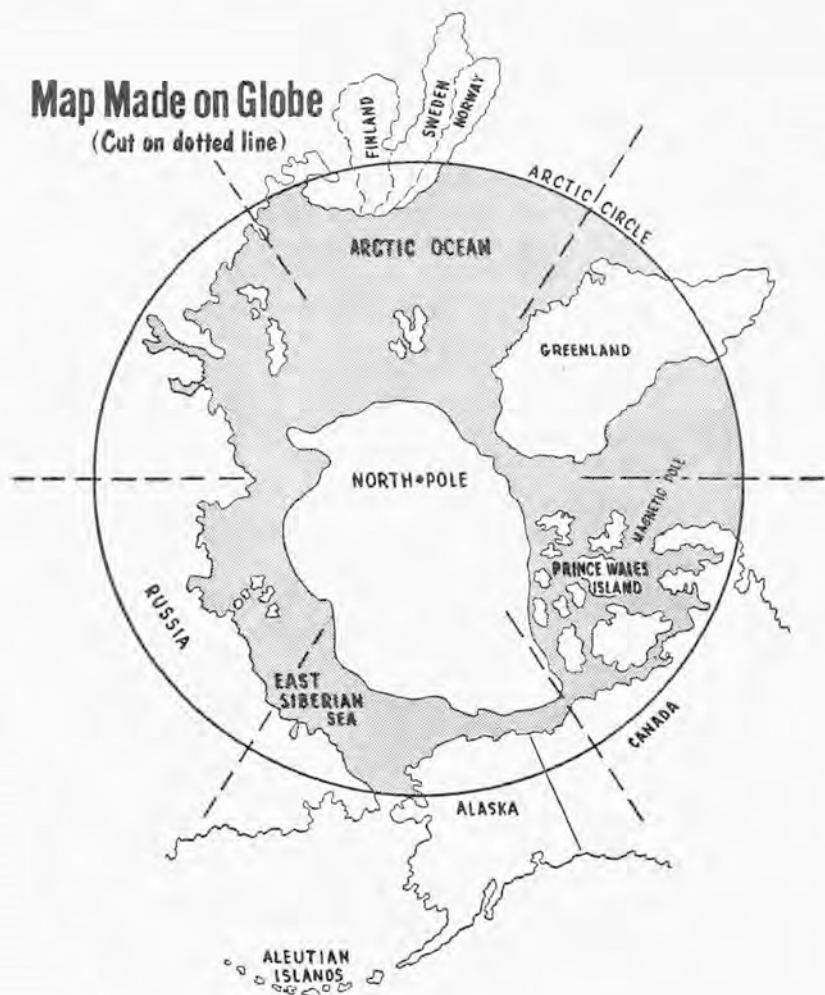 Map Made on Globe
(Cut on dotted line)
FINLAND
SWEDEN
NORWAY
ARCTIC CIRCLE
ARCTIC OCEAN
GREENLAND
NORTH POLE
MAGNETIC POLE
PRINCE WALES
ISLAND
RUSSIA
EAST
SIBERIAN
SEA
CANADA
ALASKA
ALEUTIAN
ISLANDS